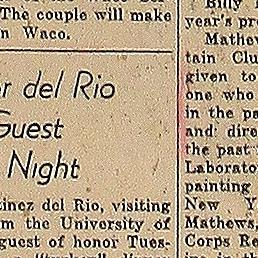 The couple will make
n Waco.
r del Rio
Guest
Night
inez del Rio, visiting
m the University of
guest of honor Tues-
Billy
year's pr
Mathew
tain Clu
given to
one who
in the pa
and dire
the past
Laborato
painting
New Y
Mathews,
Corps Re